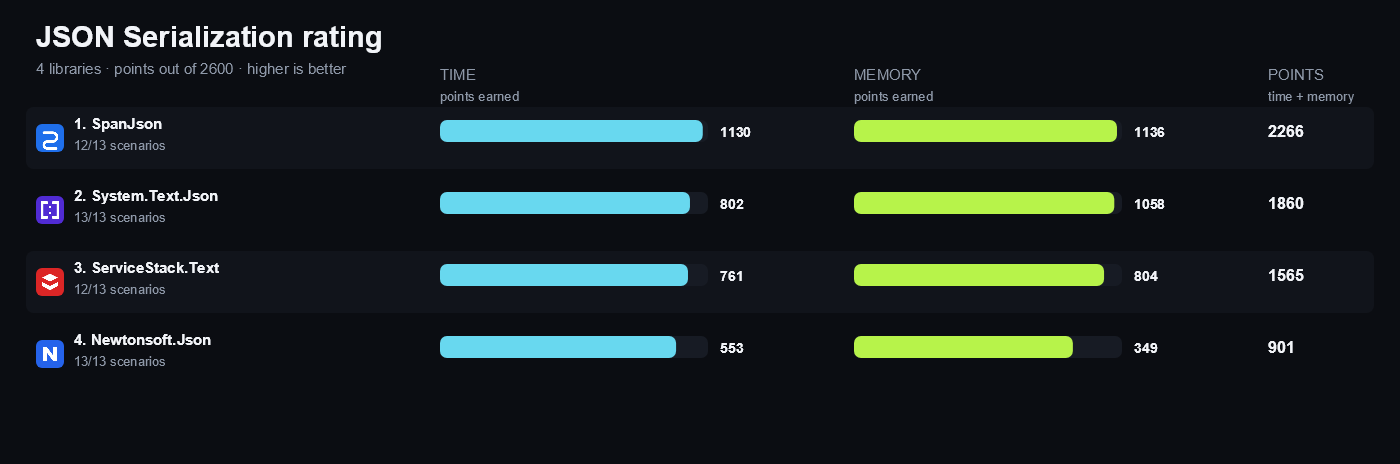 JSON Serialization rating
4 libraries · points out of 2600 · higher is better
TIME
points earned
MEMORY
points earned
POINTS
time + memory
1. SpanJson
12/13 scenarios
1130
1136
2266
2. System.Text.Json
13/13 scenarios
802
1058
1860
3. ServiceStack.Text
12/13 scenarios
761
804
1565
N
4. Newtonsoft.Json
13/13 scenarios
553
349
901